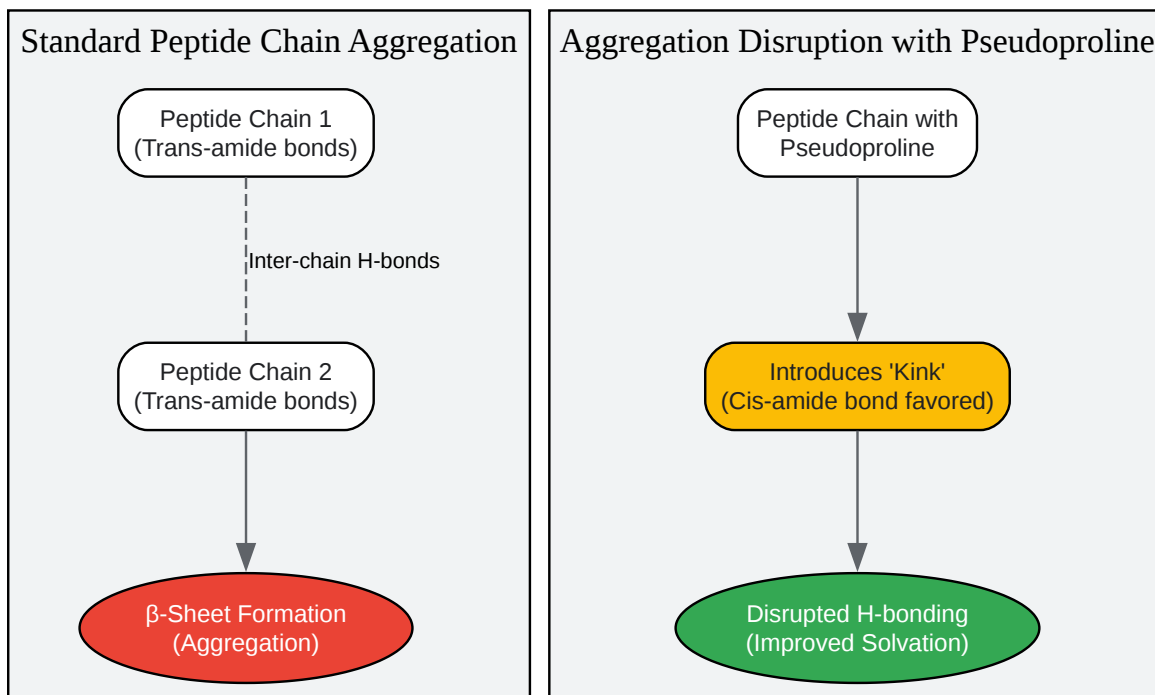 Standard Peptide Chain Aggregation
Peptide Chain 1
(Trans-amide bonds)
Inter-chain H-bonds
Peptide Chain 2
(Trans-amide bonds)
β-Sheet Formation
(Aggregation)
Aggregation Disruption with Pseudoproline
Peptide Chain with
Pseudoproline
Introduces 'Kink'
(Cis-amide bond favored)
Disrupted H-bonding
(Improved Solvation)